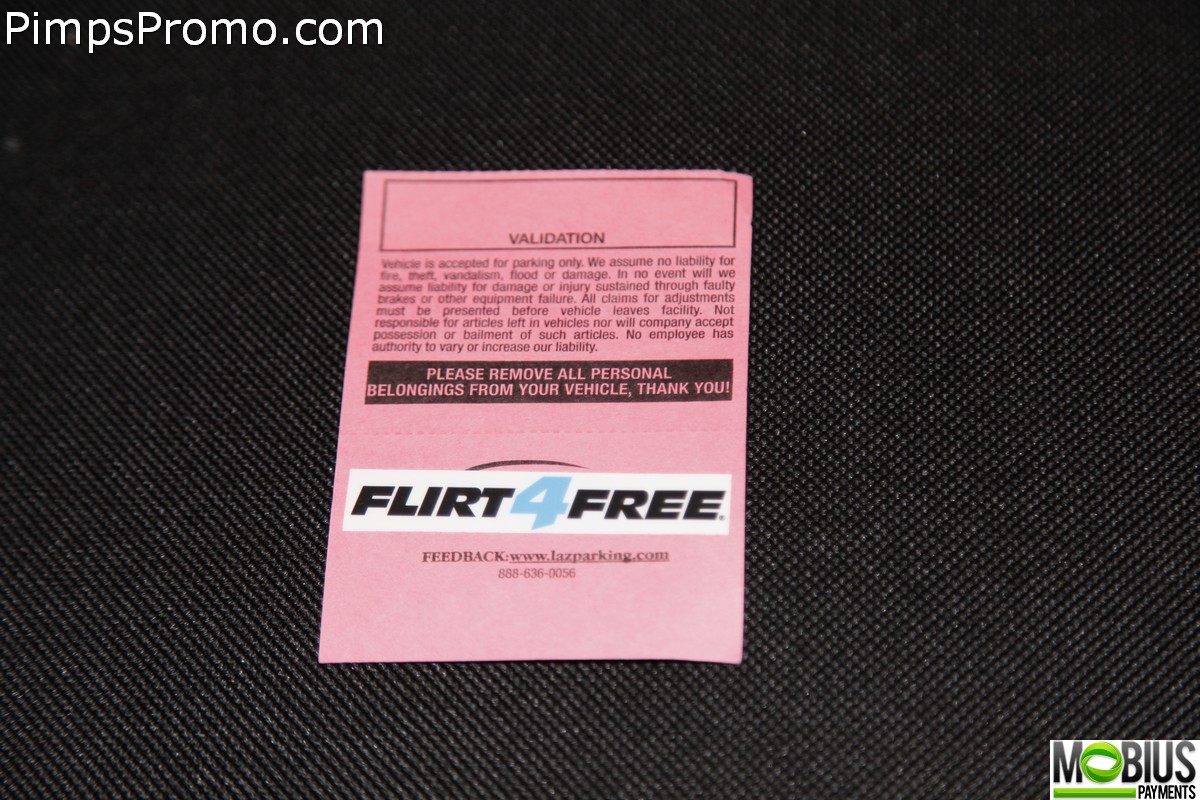 PimpsPromo.com
VALIDATION
Vehicle is accepted for parking only. We assume no liability for
fire, theft, vandalism, flood or damage. In no event will we
assume liability for damage or injury sustained through faulty
brakes or other equipment failure. All claims for adjustments
must be presented before vehicle leaves facility. Not
responsible for articles left in vehicles nor will company accept
possession or bailment of such articles. No employee has
authority to vary or increase our liability.
PLEASE REMOVE ALL PERSONAL
BELONGINGS FROM YOUR VEHICLE, THANK YOU!
FLIRT4FREE®
FEEDBACK:www.lazparking.com
888-636-0056
MOBIUS
PAYMENTS